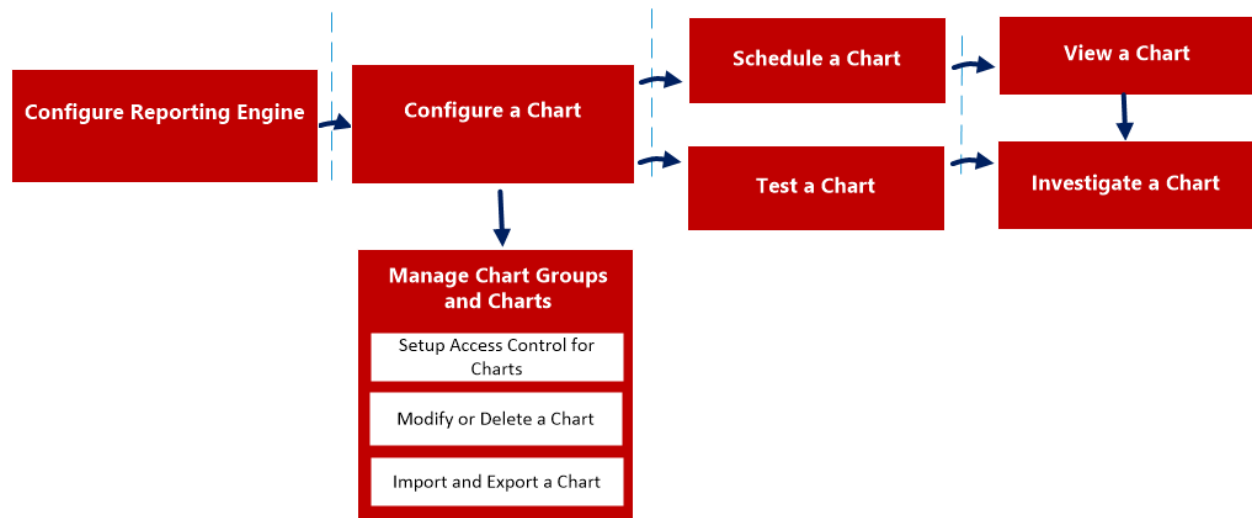 Configure Reporting Engine
Configure a Chart
Schedule a Chart
View a Chart
Test a Chart
Investigate a Chart
Manage Chart Groups
and Charts
Setup Access Control for
Charts
Modify or Delete a Chart
Import and Export a Chart